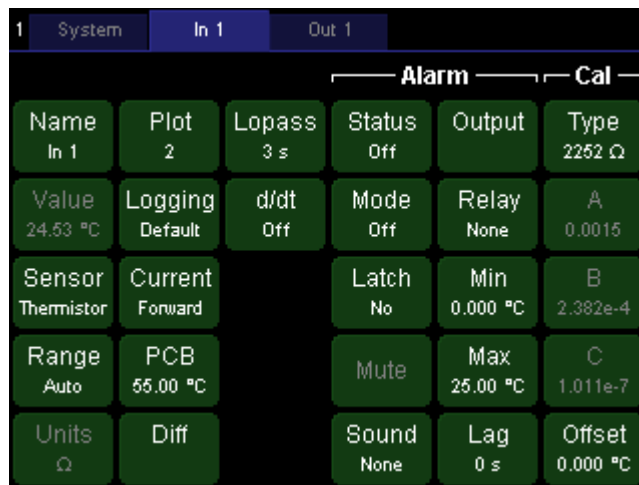 1 System In 1 Out 1
Alarm Cal
Name Plot Lopass Status Output Type
In 1 2 3 s Off 2252 Ω
Value Logging d/dt Mode Relay A
24.53 °C Default Off Off None 0.0015
Sensor Current Latch Min B
Thermistor Forward No 0.000 °C 2.382e-4
Range PCB Mute Max C
Auto 55.00 °C 25.00 °C 1.011e-7
Units Diff Sound Lag Offset
Ω None 0 s 0.000 °C